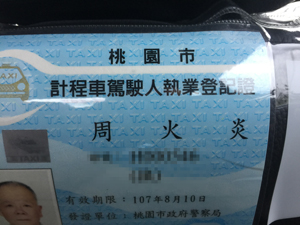 桃園市
TAXI
計程車駕駛人執業登記證
周火炎
有效期限：107年8月10日
發證單位：桃園市政府警察局